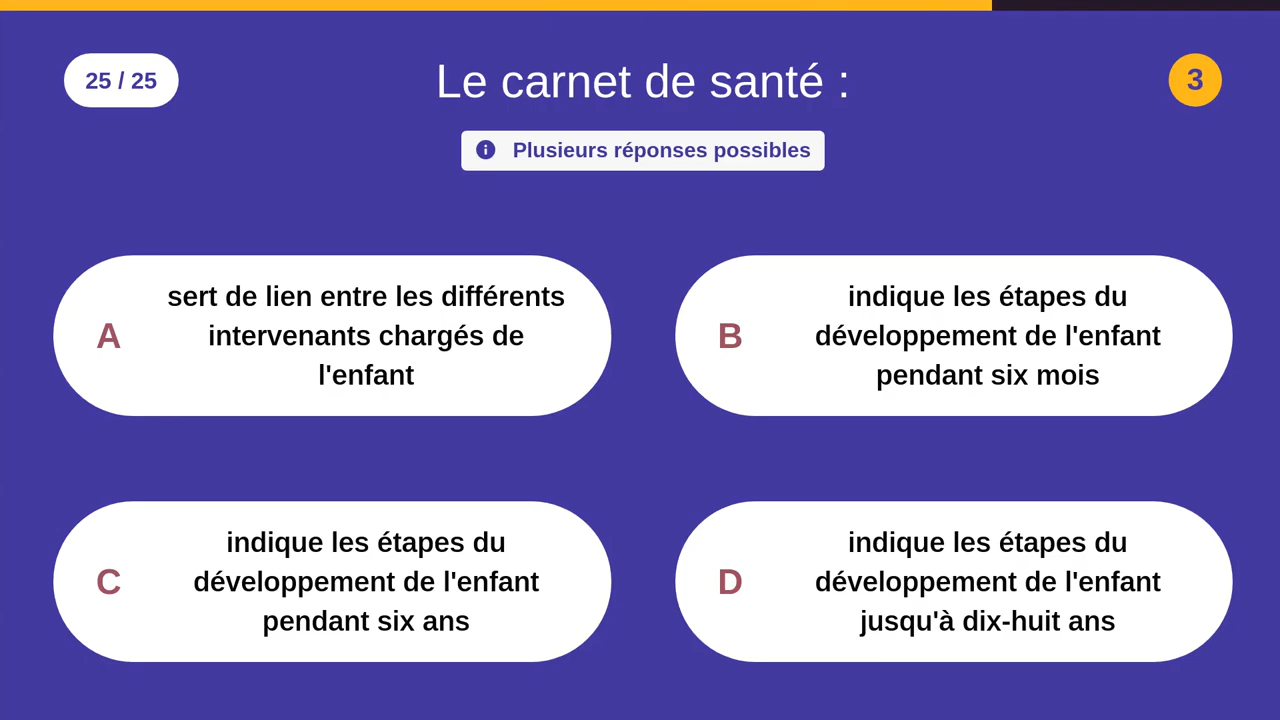 25 / 25
Le carnet de santé :
3
Plusieurs réponses possibles
A
sert de lien entre les différents
intervenants chargés de
l'enfant
B
indique les étapes du
développement de l'enfant
pendant six mois
C
indique les étapes du
développement de l'enfant
pendant six ans
D
indique les étapes du
développement de l'enfant
jusqu'à dix-huit ans